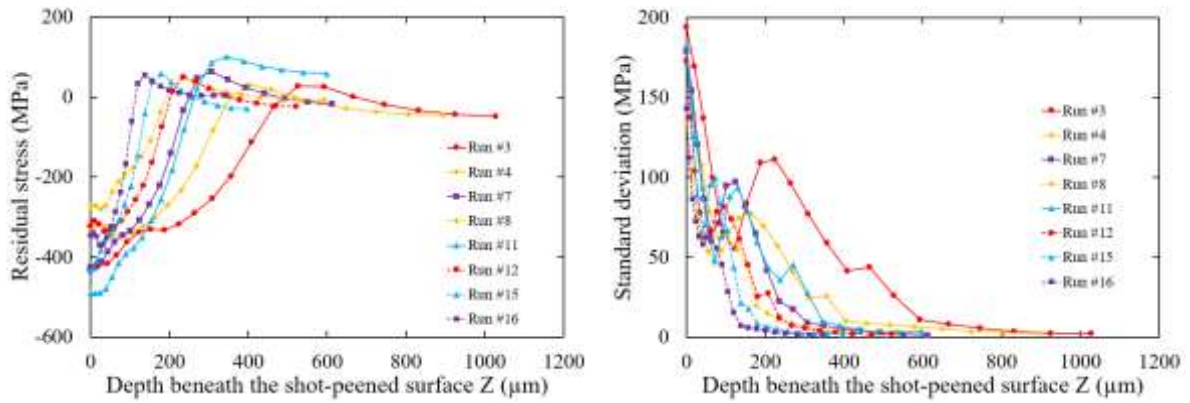 Residual stress (MPa)
200
0
-200
-400
-600
0 200 400 600 800 1000 1200
Depth beneath the shot-peened surface Z (µm)
Run #3
Run #4
Run #7
Run #8
Run #11
Run #12
Run #15
Run #16
Standard deviation (MPa)
200
150
100
50
0
0 200 400 600 800 1000 1200
Depth beneath the shot-peened surface Z (µm)
Run #3
Run #4
Run #7
Run #8
Run #11
Run #12
Run #15
Run #16